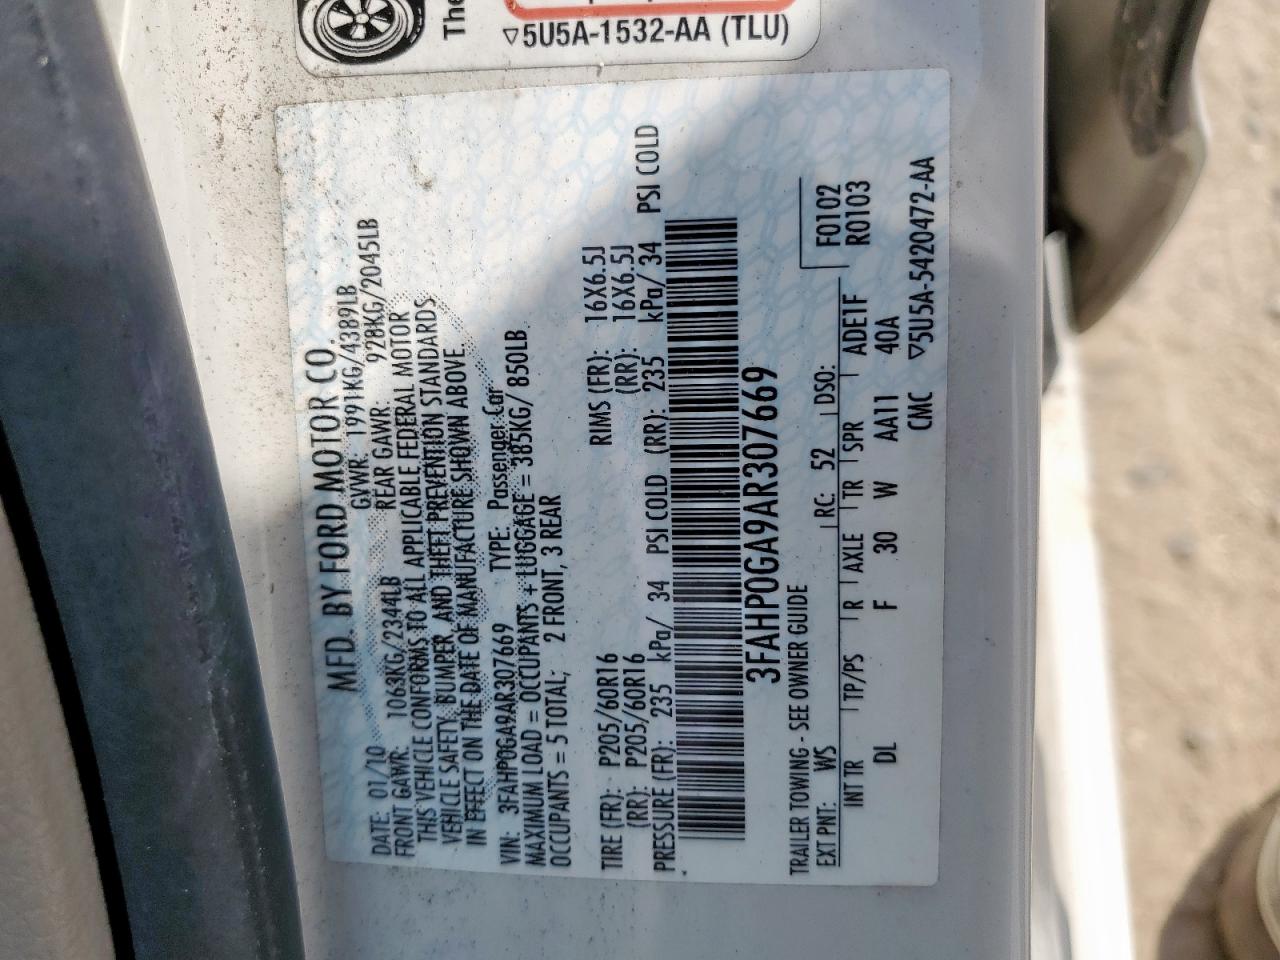 The
▽5U5A-1532-AA (TLU)
MFD. BY FORD MOTOR CO.
DATE: 07/10 GVWR: 1991KG/4389LB
FRONT GAWR: 1063KG/2344LB REAR GAWR: 928KG/2045LB
THIS VEHICLE CONFORMS TO ALL APPLICABLE FEDERAL MOTOR
VEHICLE SAFETY, BUMPER, AND THEFT PREVENTION STANDARDS
IN EFFECT ON THE DATE OF MANUFACTURE SHOWN ABOVE.
VIN: 3FAHP0GA9AR307669 TYPE: Passenger Car
MAXIMUM LOAD = OCCUPANTS + LUGGAGE = 385KG/ 850LB
OCCUPANTS = 5 TOTAL; 2 FRONT, 3 REAR
TIRE (FR): P205/60R16 RIMS (FR): 16X6.5J
(RR): P205/60R16 (RR): 16X6.5J
PRESSURE (FR): 235 kPa/ 34 PSI COLD (RR): 235 kPa/ 34 PSI COLD
3FAHP0GA9AR307669
TRAILER TOWING - SEE OWNER GUIDE
EXT PNT: WS RC: 52 DSO: F0102
R0103
INT TR TP/PS R AXLE TR SPR ADE1F
DL F 30 W AA11 40A
CMC ▽5U5A-5420472-AA